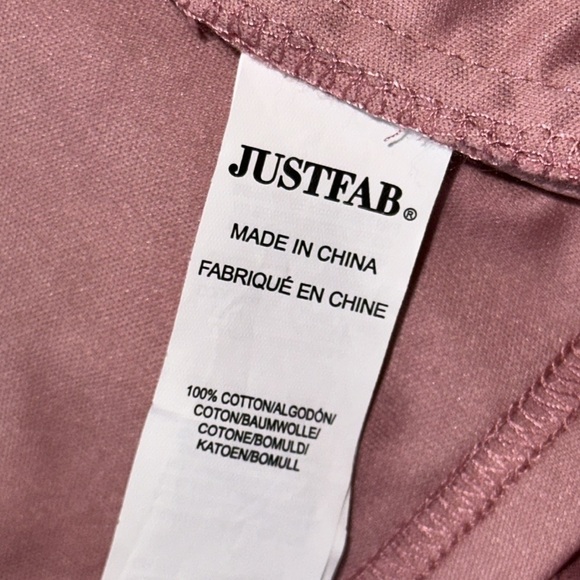 JUSTFAB®
MADE IN CHINA
FABRIQUÉ EN CHINE
100% COTTON/ALGODÓN/
COTON/BAUMWOLLE/
COTONE/BOMULD/
KATOEN/BOMULL